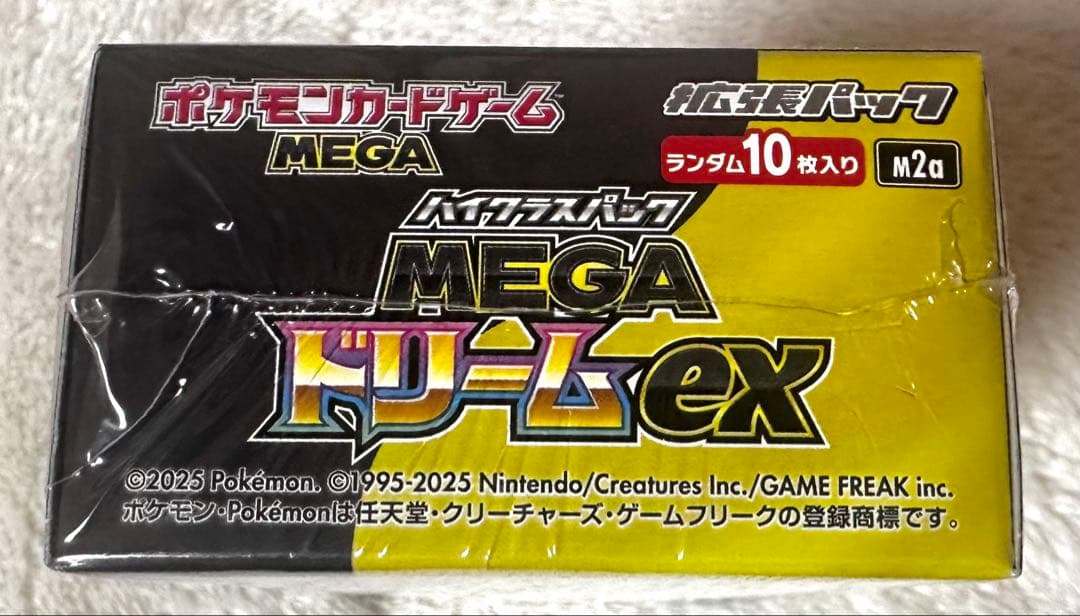 ポケモンカードゲーム
MEGA
拡張パック
ランダム10枚入り
M2a
ハイクラスパック
MEGA
ドリームex
©2025 Pokémon. ©1995-2025 Nintendo/Creatures Inc./GAME FREAK inc.
ポケモン・Pokémonは任天堂・クリーチャーズ・ゲームフリークの登録商標です。